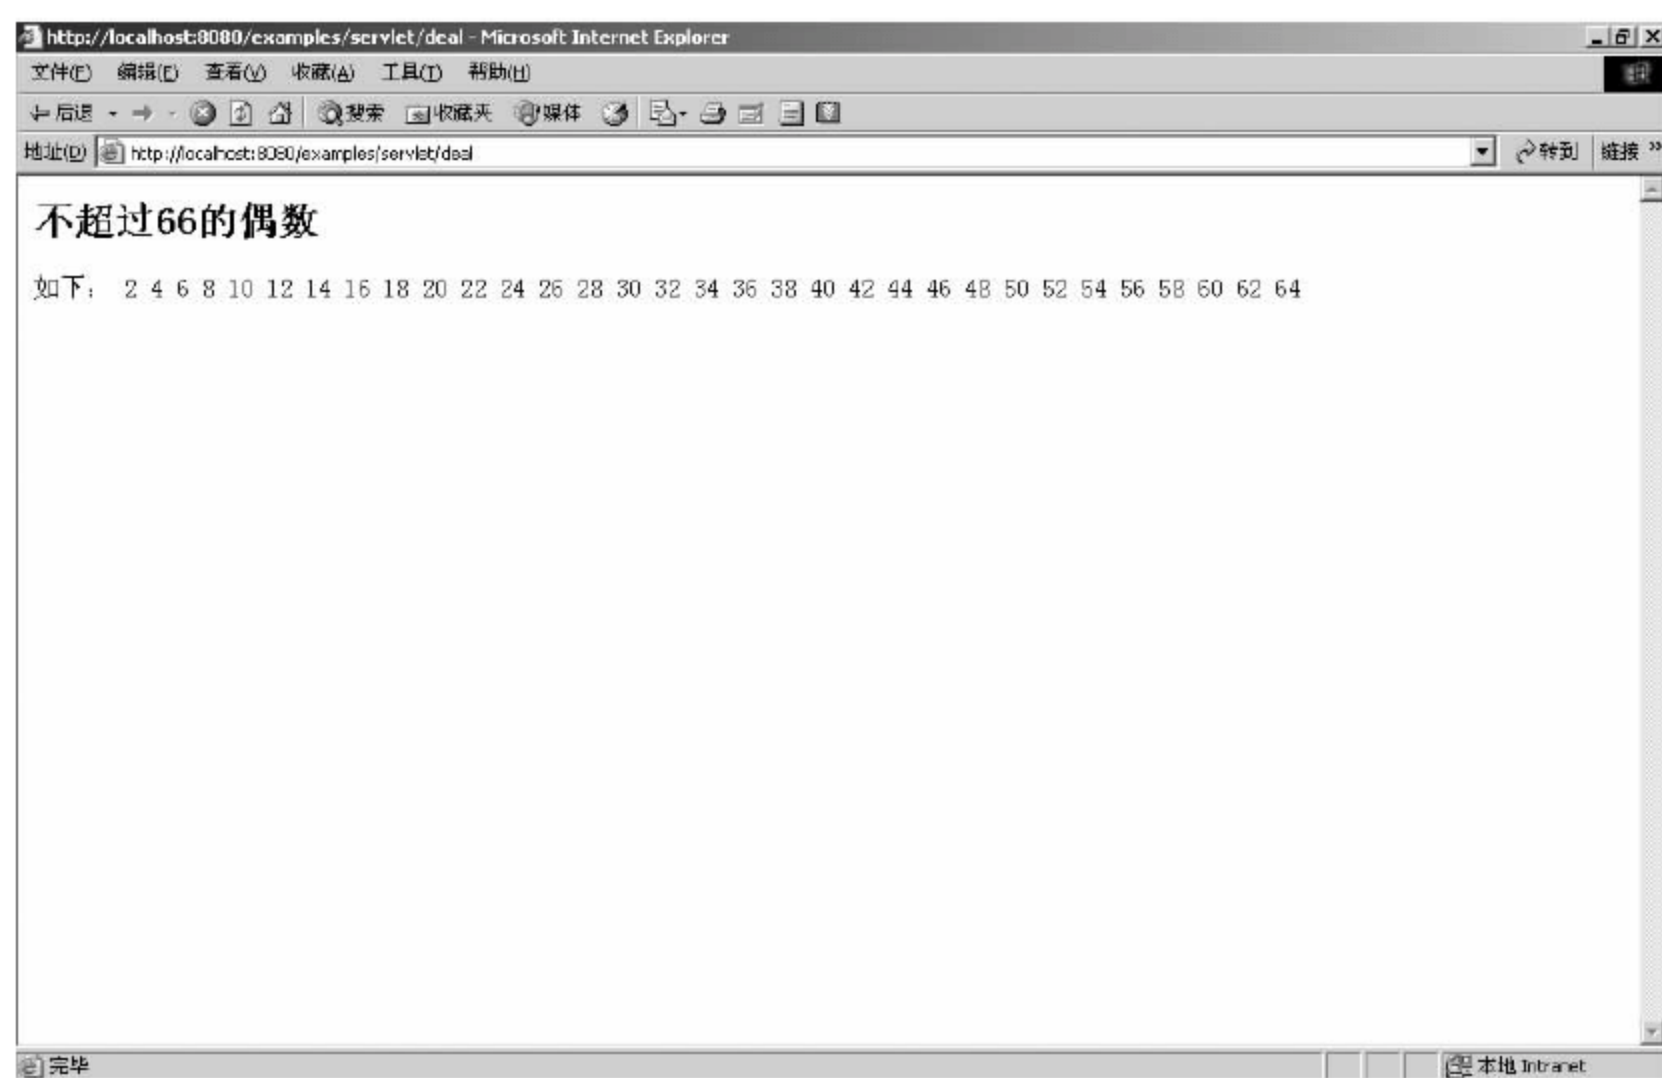 http://localhost:8080/examples/servlet/deal - Microsoft Internet Explorer
文件(F) 编辑(E) 查看(V) 收藏(A) 工具(T) 帮助(H)
后退 搜索 收藏夹 媒体
地址(D) http://localhost:8080/examples/servlet/deal 转到 链接 »
不超过66的偶数
如下: 2 4 6 8 10 12 14 16 18 20 22 24 26 28 30 32 34 36 38 40 42 44 46 48 50 52 54 56 58 60 62 64
完毕 本地 Intranet